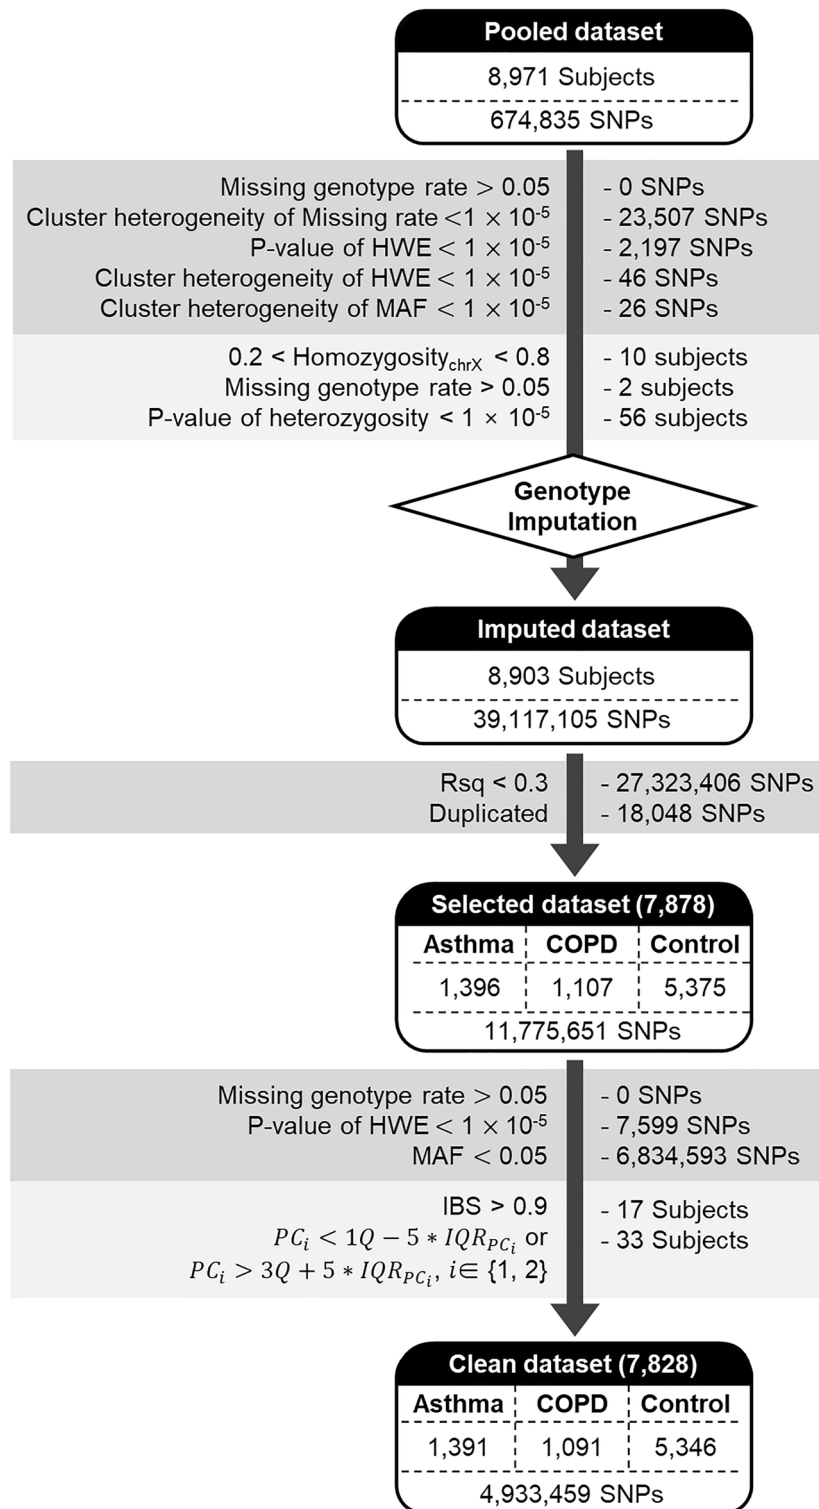 Pooled dataset
8,971 Subjects
674,835 SNPs
Missing genotype rate > 0.05 - 0 SNPs
Cluster heterogeneity of Missing rate <1 × 10⁻⁵ - 23,507 SNPs
P-value of HWE < 1 × 10⁻⁵ - 2,197 SNPs
Cluster heterogeneity of HWE < 1 × 10⁻⁵ - 46 SNPs
Cluster heterogeneity of MAF < 1 × 10⁻⁵ - 26 SNPs
0.2 < Homozygosity_chrX < 0.8 - 10 subjects
Missing genotype rate > 0.05 - 2 subjects
P-value of heterozygosity < 1 × 10⁻⁵ - 56 subjects
Genotype
Imputation
Imputed dataset
8,903 Subjects
39,117,105 SNPs
Rsq < 0.3 - 27,323,406 SNPs
Duplicated - 18,048 SNPs
Selected dataset (7,878)
Asthma COPD Control
1,396 1,107 5,375
11,775,651 SNPs
Missing genotype rate > 0.05 - 0 SNPs
P-value of HWE < 1 × 10⁻⁵ - 7,599 SNPs
MAF < 0.05 - 6,834,593 SNPs
IBS > 0.9 - 17 Subjects
PC_i < 1Q − 5 * IQR_PC_i or - 33 Subjects
PC_i > 3Q + 5 * IQR_PC_i, i ∈ {1, 2}
Clean dataset (7,828)
Asthma COPD Control
1,391 1,091 5,346
4,933,459 SNPs